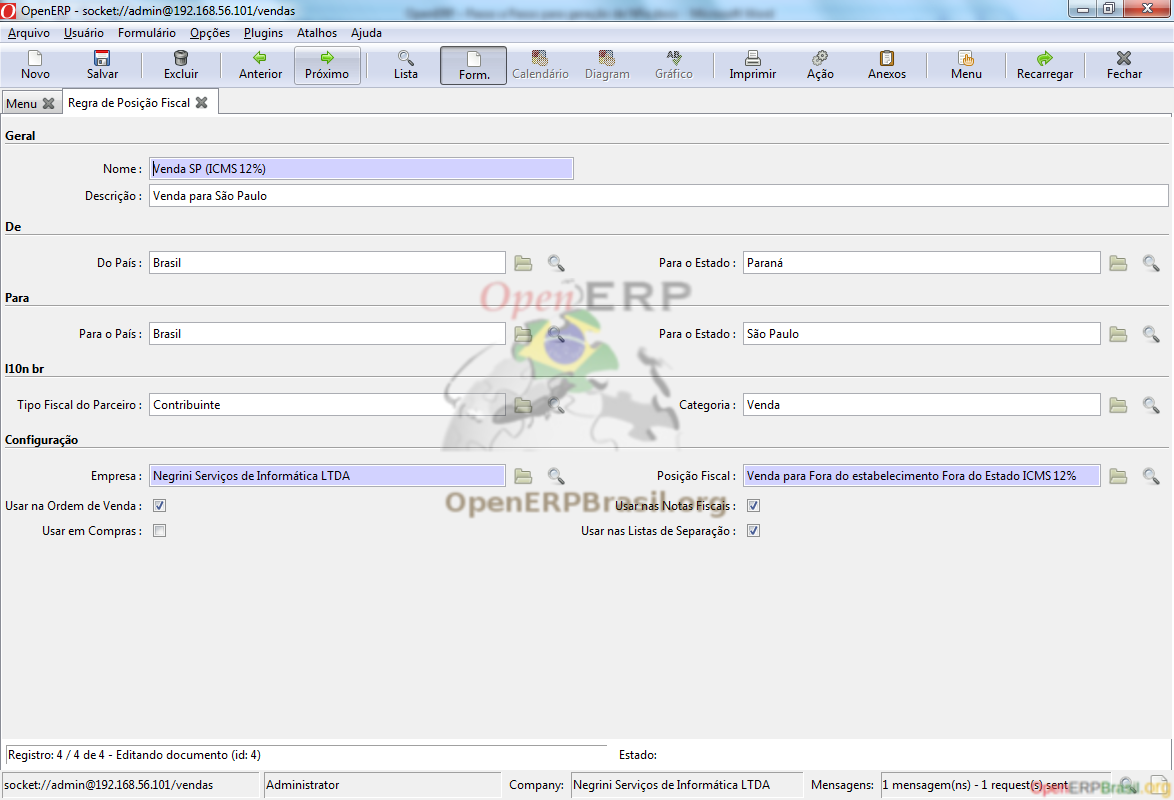 OpenERP - socket://admin@192.168.56.101/vendas
Arquivo Usuário Formulário Opções Plugins Atalhos Ajuda
Novo Salvar Excluir Anterior Próximo Lista Form. Calendário Diagram Gráfico Imprimir Ação Anexos Menu Recarregar Fechar
Menu Regra de Posição Fiscal
Geral
Nome : Venda SP (ICMS 12%)
Descrição : Venda para São Paulo
De
Do País : Brasil Para o Estado : Paraná
OpenERP
Para
Para o País : Brasil Para o Estado : São Paulo
l10n br
Tipo Fiscal do Parceiro : Contribuinte Categoria : Venda
Configuração
Empresa : Negrini Serviços de Informática LTDA Posição Fiscal : Venda para Fora do estabelecimento Fora do Estado ICMS 12%
OpenERPBrasil.org
Usar na Ordem de Venda : Usar nas Notas Fiscais :
Usar em Compras : Usar nas Listas de Separação :
Registro: 4 / 4 de 4 - Editando documento (id: 4) Estado:
socket://admin@192.168.56.101/vendas Administrator Company: Negrini Serviços de Informática LTDA Mensagens: 1 mensagem(ns) - 1 request(s) sent
OpenERPBrasil.org